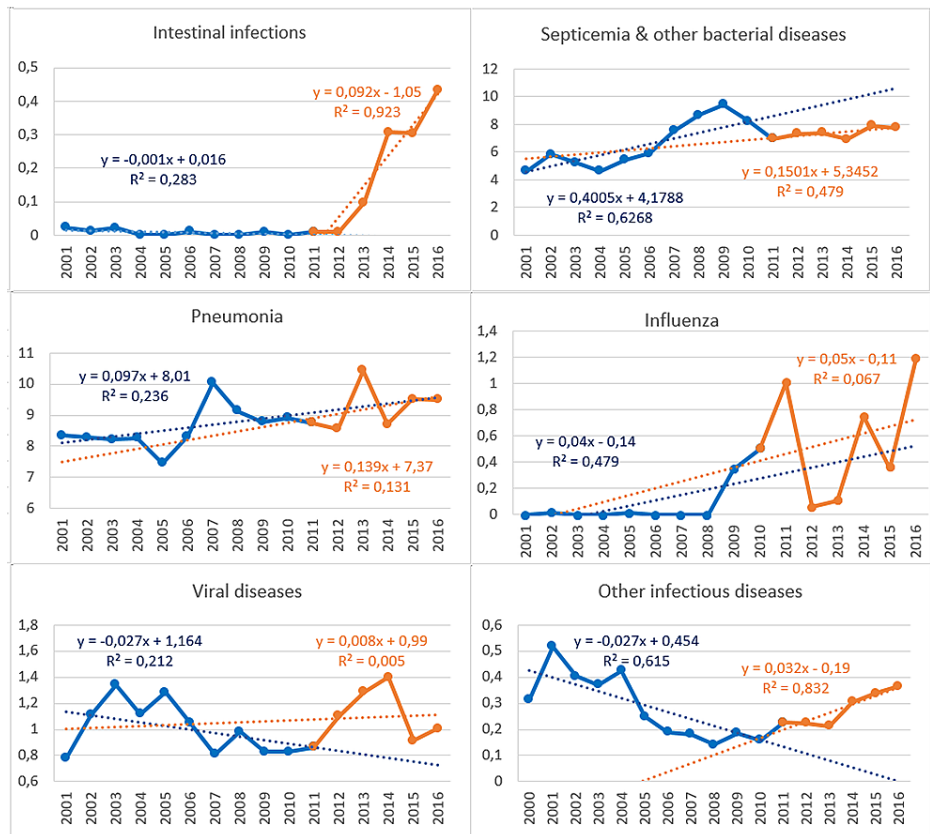 Intestinal infections
0,5
0,4
0,3
0,2
0,1
0
y = 0,092x - 1,05
R² = 0,923
y = -0,001x + 0,016
R² = 0,283
2001 2002 2003 2004 2005 2006 2007 2008 2009 2010 2011 2012 2013 2014 2015 2016
Septicemia & other bacterial diseases
12
10
8
6
4
2
0
y = 0,1501x + 5,3452
R² = 0,479
y = 0,4005x + 4,1788
R² = 0,6268
2001 2002 2003 2004 2005 2006 2007 2008 2009 2010 2011 2012 2013 2014 2015 2016
Pneumonia
11
10
9
8
7
6
y = 0,097x + 8,01
R² = 0,236
y = 0,139x + 7,37
R² = 0,131
2001 2002 2003 2004 2005 2006 2007 2008 2009 2010 2011 2012 2013 2014 2015 2016
Influenza
1,4
1,2
1
0,8
0,6
0,4
0,2
0
y = 0,05x - 0,11
R² = 0,067
y = 0,04x - 0,14
R² = 0,479
2001 2002 2003 2004 2005 2006 2007 2008 2009 2010 2011 2012 2013 2014 2015 2016
Viral diseases
1,8
1,6
1,4
1,2
1
0,8
0,6
y = -0,027x + 1,164
R² = 0,212
y = 0,008x + 0,99
R² = 0,005
2001 2002 2003 2004 2005 2006 2007 2008 2009 2010 2011 2012 2013 2014 2015 2016
Other infectious diseases
0,6
0,5
0,4
0,3
0,2
0,1
0
y = -0,027x + 0,454
R² = 0,615
y = 0,032x - 0,19
R² = 0,832
2000 2001 2002 2003 2004 2005 2006 2007 2008 2009 2010 2011 2012 2013 2014 2015 2016